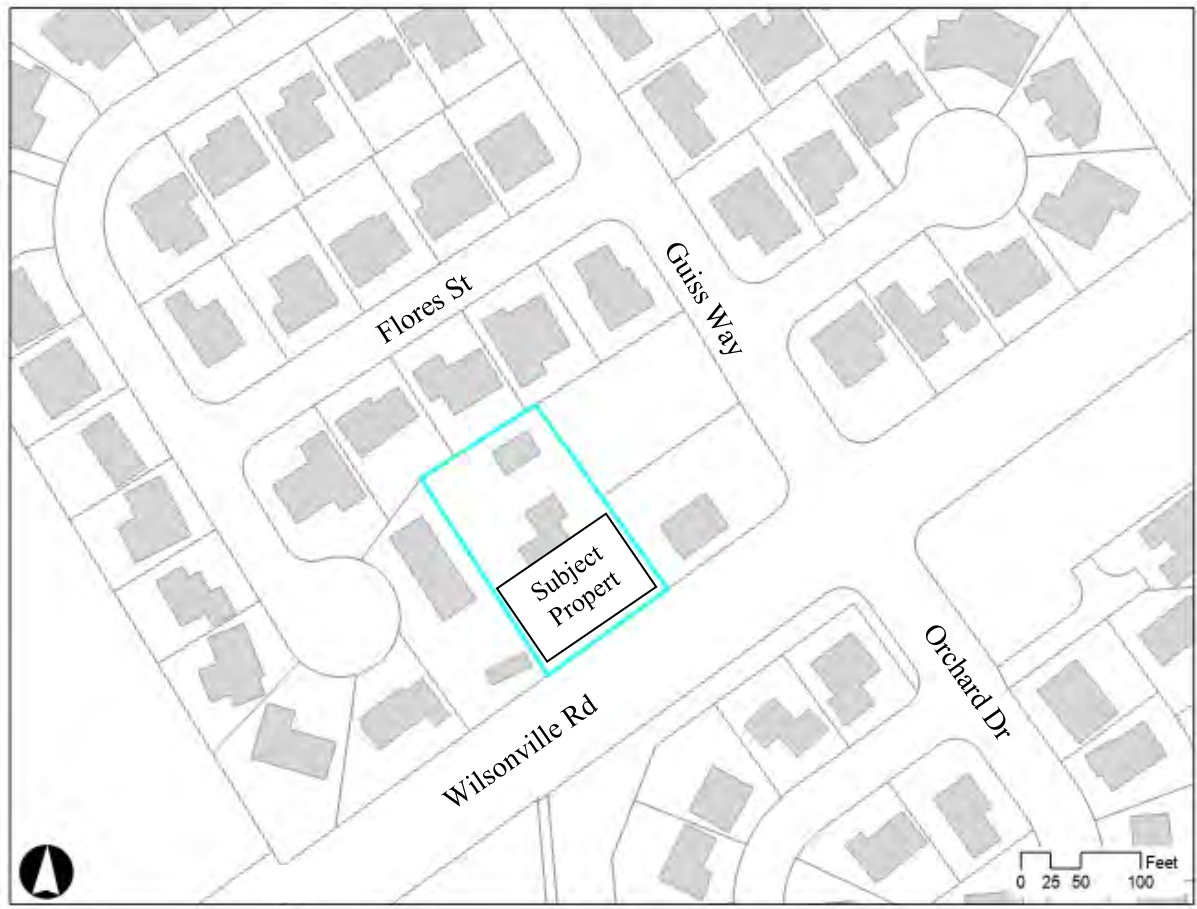 Flores St
Guiss Way
Subject
Propert
Wilsonville Rd
Orchard Dr
Feet
0 25 50 100